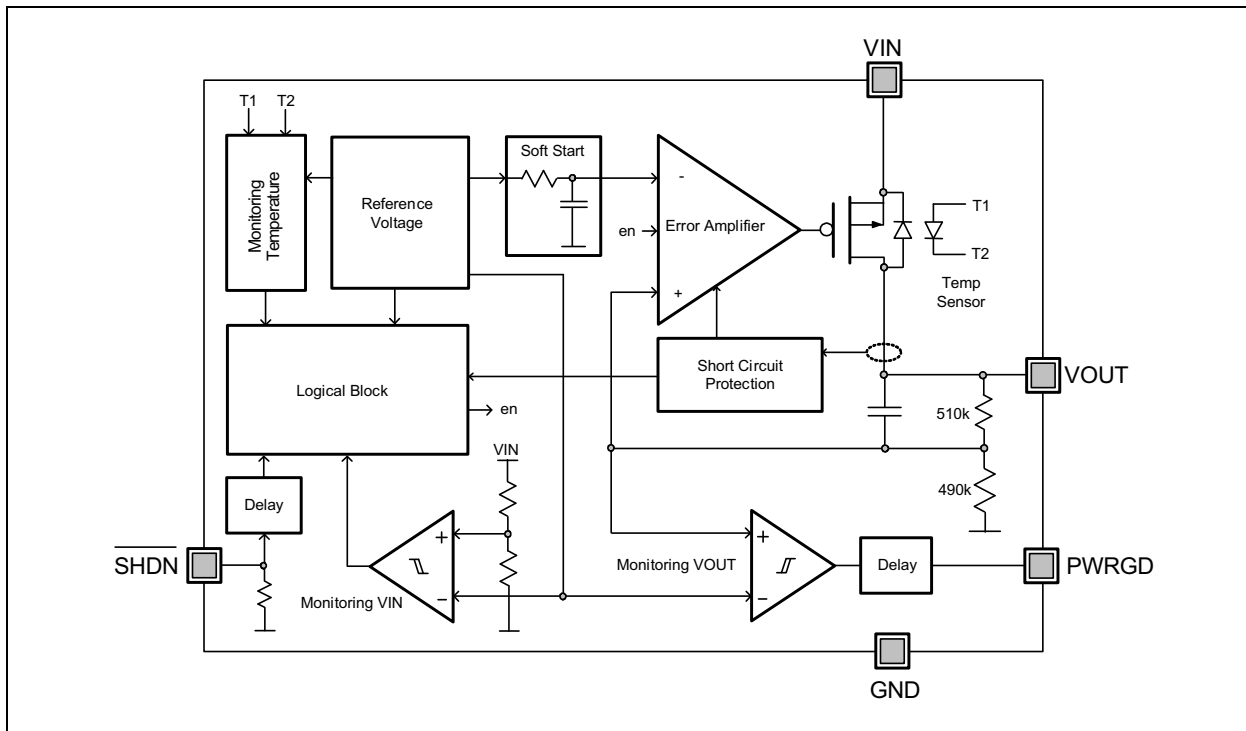 VIN
T1 T2
Monitoring
Temperature
Reference
Voltage
Soft Start
-
en
+
Error Amplifier
T1
T2
Temp
Sensor
Logical Block
en
Short Circuit
Protection
VOUT
510k
490k
VIN
Delay
SHDN
+
−
Monitoring VIN
Monitoring VOUT
+
−
Delay
PWRGD
GND